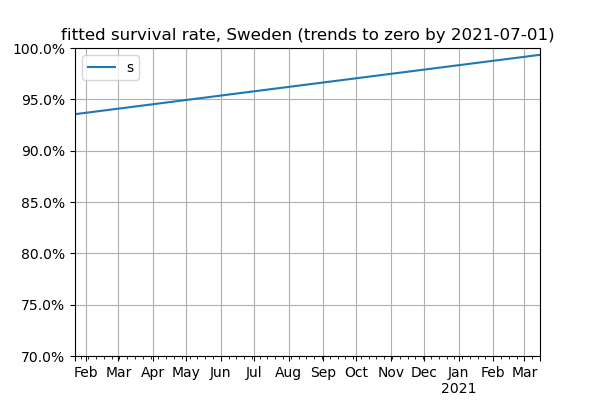 fitted survival rate, Sweden (trends to zero by 2021-07-01)
s
100.0%
95.0%
90.0%
85.0%
80.0%
75.0%
70.0%
Feb Mar Apr May Jun Jul Aug Sep Oct Nov Dec Jan Feb Mar
2021